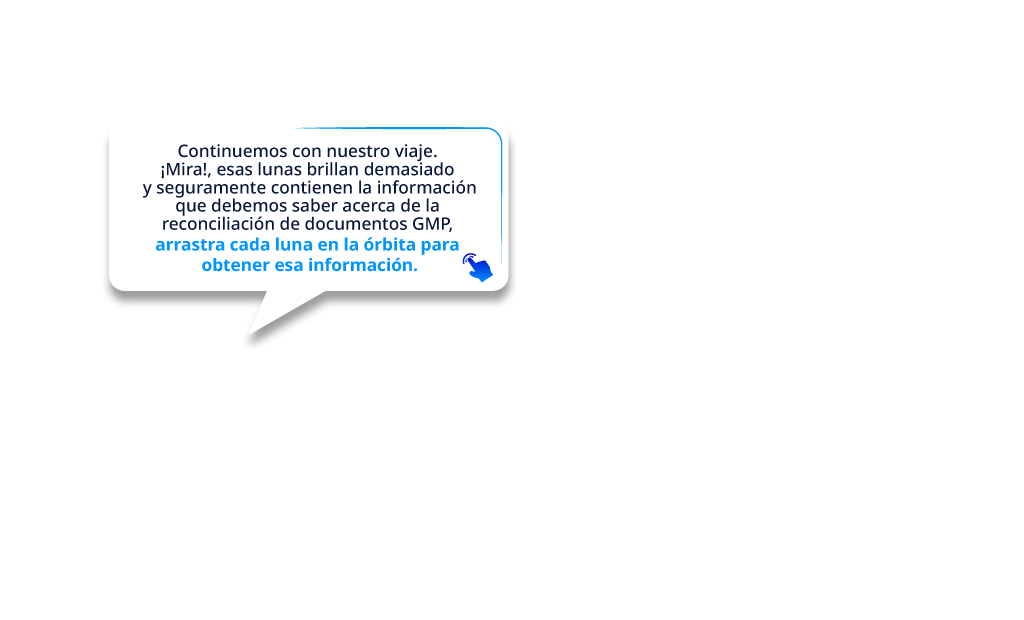 Continuemos con nuestro viaje.
¡Mira!, esas lunas brillan demasiado
y seguramente contienen la información
que debemos saber acerca de la
reconciliación de documentos GMP,
arrastra cada luna en la órbita para
obtener esa información.